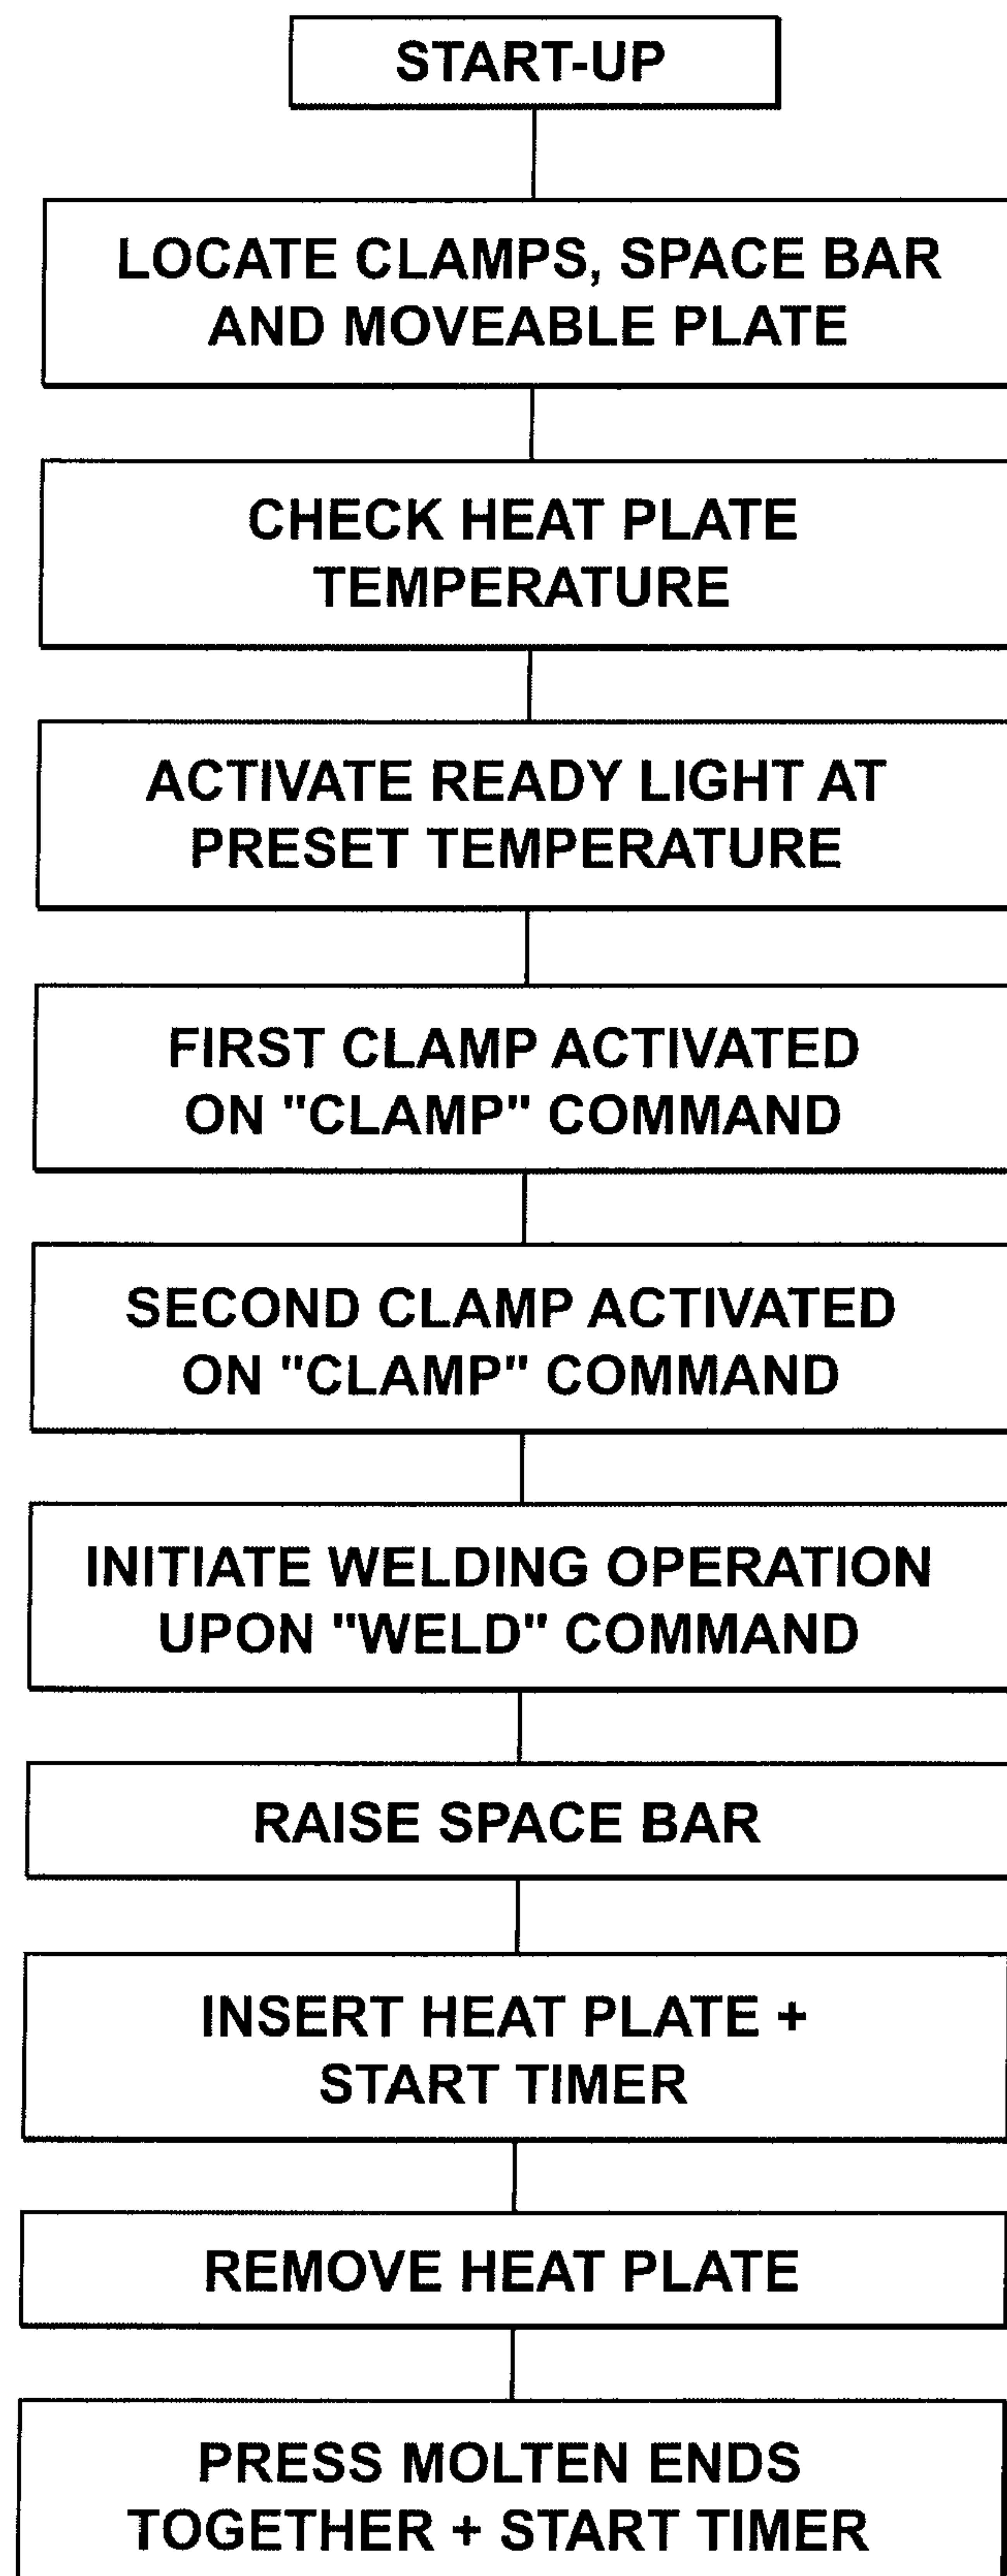 START-UP
LOCATE CLAMPS, SPACE BAR
AND MOVEABLE PLATE
CHECK HEAT PLATE
TEMPERATURE
ACTIVATE READY LIGHT AT
PRESET TEMPERATURE
FIRST CLAMP ACTIVATED
ON "CLAMP" COMMAND
SECOND CLAMP ACTIVATED
ON "CLAMP" COMMAND
INITIATE WELDING OPERATION
UPON "WELD" COMMAND
RAISE SPACE BAR
INSERT HEAT PLATE +
START TIMER
REMOVE HEAT PLATE
PRESS MOLTEN ENDS
TOGETHER + START TIMER